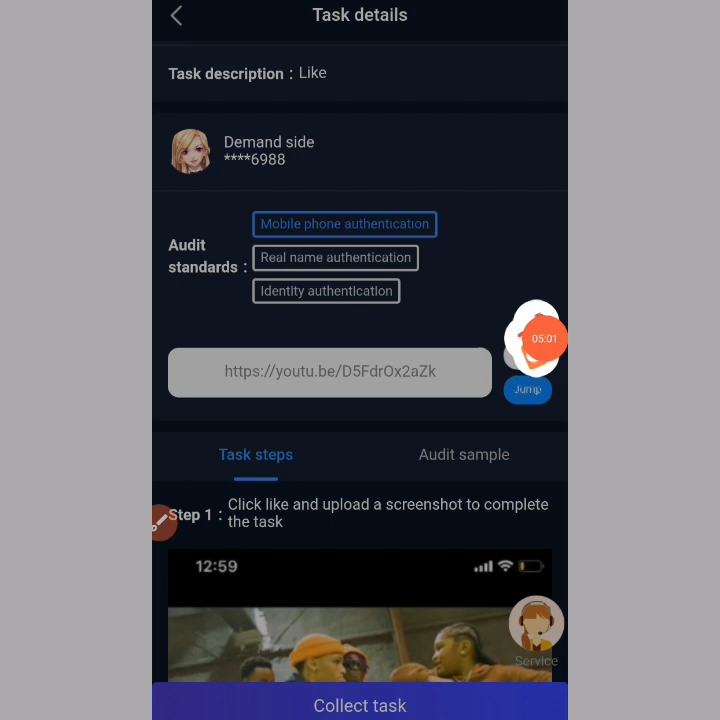 Task details
Task description : Like
Demand side
****6988
Audit standards :
Mobile phone authentication
Real name authentication
Identity authentication
05:01
https://youtu.be/D5FdrOx2aZk
Jump
Task steps
Audit sample
Step 1 : Click like and upload a screenshot to complete
the task
12:59
Service
Collect task